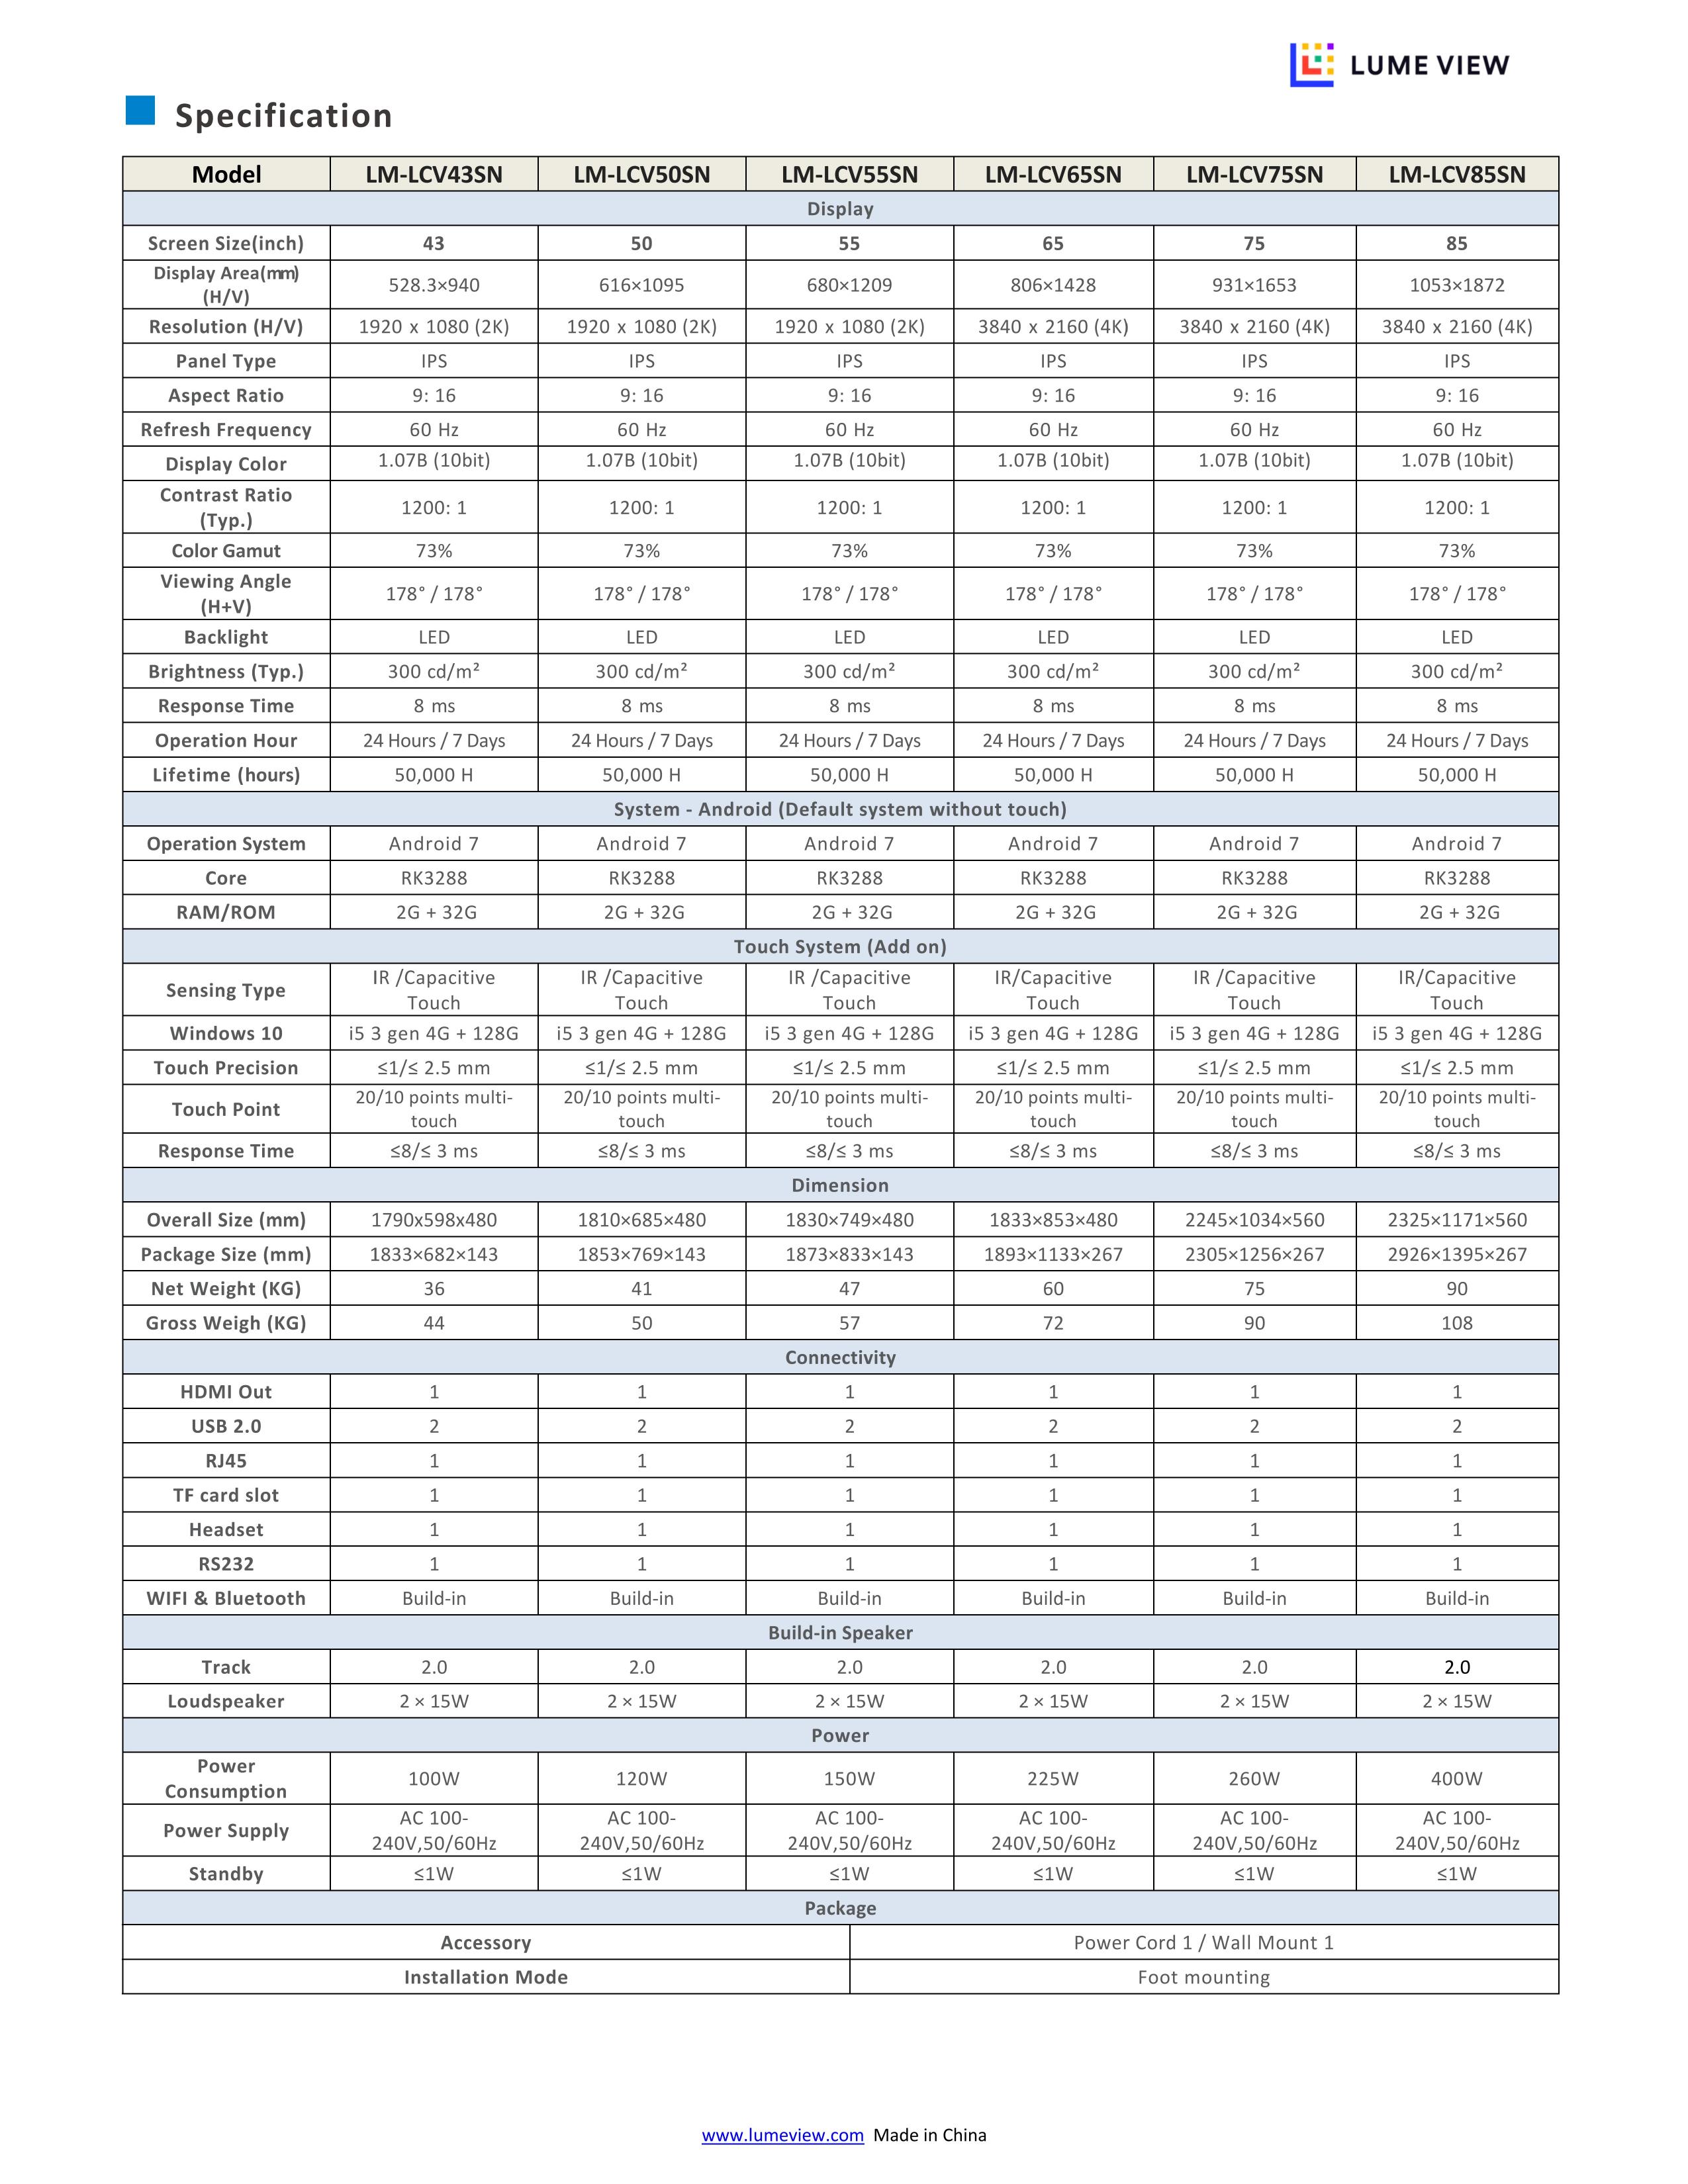 LUME VIEW
Specification
Model LM-LCV43SN LM-LCV50SN LM-LCV55SN LM-LCV65SN LM-LCV75SN LM-LCV85SN
Display
Screen Size(inch) 43 50 55 65 75 85
Display Area(mm) (H/V) 528.3×940 616×1095 680×1209 806×1428 931×1653 1053×1872
Resolution (H/V) 1920 x 1080 (2K) 1920 x 1080 (2K) 1920 x 1080 (2K) 3840 x 2160 (4K) 3840 x 2160 (4K) 3840 x 2160 (4K)
Panel Type IPS IPS IPS IPS IPS IPS
Aspect Ratio 9: 16 9: 16 9: 16 9: 16 9: 16 9: 16
Refresh Frequency 60 Hz 60 Hz 60 Hz 60 Hz 60 Hz 60 Hz
Display Color 1.07B (10bit) 1.07B (10bit) 1.07B (10bit) 1.07B (10bit) 1.07B (10bit) 1.07B (10bit)
Contrast Ratio (Typ.) 1200: 1 1200: 1 1200: 1 1200: 1 1200: 1 1200: 1
Color Gamut 73% 73% 73% 73% 73% 73%
Viewing Angle (H+V) 178° / 178° 178° / 178° 178° / 178° 178° / 178° 178° / 178° 178° / 178°
Backlight LED LED LED LED LED LED
Brightness (Typ.) 300 cd/m² 300 cd/m² 300 cd/m² 300 cd/m² 300 cd/m² 300 cd/m²
Response Time 8 ms 8 ms 8 ms 8 ms 8 ms 8 ms
Operation Hour 24 Hours / 7 Days 24 Hours / 7 Days 24 Hours / 7 Days 24 Hours / 7 Days 24 Hours / 7 Days 24 Hours / 7 Days
Lifetime (hours) 50,000 H 50,000 H 50,000 H 50,000 H 50,000 H 50,000 H
System - Android (Default system without touch)
Operation System Android 7 Android 7 Android 7 Android 7 Android 7 Android 7
Core RK3288 RK3288 RK3288 RK3288 RK3288 RK3288
RAM/ROM 2G + 32G 2G + 32G 2G + 32G 2G + 32G 2G + 32G 2G + 32G
Touch System (Add on)
Sensing Type IR /Capacitive Touch IR /Capacitive Touch IR /Capacitive Touch IR/Capacitive Touch IR /Capacitive Touch IR/Capacitive Touch
Windows 10 i5 3 gen 4G + 128G i5 3 gen 4G + 128G i5 3 gen 4G + 128G i5 3 gen 4G + 128G i5 3 gen 4G + 128G i5 3 gen 4G + 128G
Touch Precision ≤1/≤ 2.5 mm ≤1/≤ 2.5 mm ≤1/≤ 2.5 mm ≤1/≤ 2.5 mm ≤1/≤ 2.5 mm ≤1/≤ 2.5 mm
Touch Point 20/10 points multi-touch 20/10 points multi-touch 20/10 points multi-touch 20/10 points multi-touch 20/10 points multi-touch 20/10 points multi-touch
Response Time ≤8/≤ 3 ms ≤8/≤ 3 ms ≤8/≤ 3 ms ≤8/≤ 3 ms ≤8/≤ 3 ms ≤8/≤ 3 ms
Dimension
Overall Size (mm) 1790x598x480 1810×685×480 1830×749×480 1833×853×480 2245×1034×560 2325×1171×560
Package Size (mm) 1833×682×143 1853×769×143 1873×833×143 1893×1133×267 2305×1256×267 2926×1395×267
Net Weight (KG) 36 41 47 60 75 90
Gross Weigh (KG) 44 50 57 72 90 108
Connectivity
HDMI Out 1 1 1 1 1 1
USB 2.0 2 2 2 2 2 2
RJ45 1 1 1 1 1 1
TF card slot 1 1 1 1 1 1
Headset 1 1 1 1 1 1
RS232 1 1 1 1 1 1
WIFI & Bluetooth Build-in Build-in Build-in Build-in Build-in Build-in
Build-in Speaker
Track 2.0 2.0 2.0 2.0 2.0 2.0
Loudspeaker 2 × 15W 2 × 15W 2 × 15W 2 × 15W 2 × 15W 2 × 15W
Power
Power Consumption 100W 120W 150W 225W 260W 400W
Power Supply AC 100-240V,50/60Hz AC 100-240V,50/60Hz AC 100-240V,50/60Hz AC 100-240V,50/60Hz AC 100-240V,50/60Hz AC 100-240V,50/60Hz
Standby ≤1W ≤1W ≤1W ≤1W ≤1W ≤1W
Package
Accessory Power Cord 1 / Wall Mount 1
Installation Mode Foot mounting
www.lumeview.com Made in China